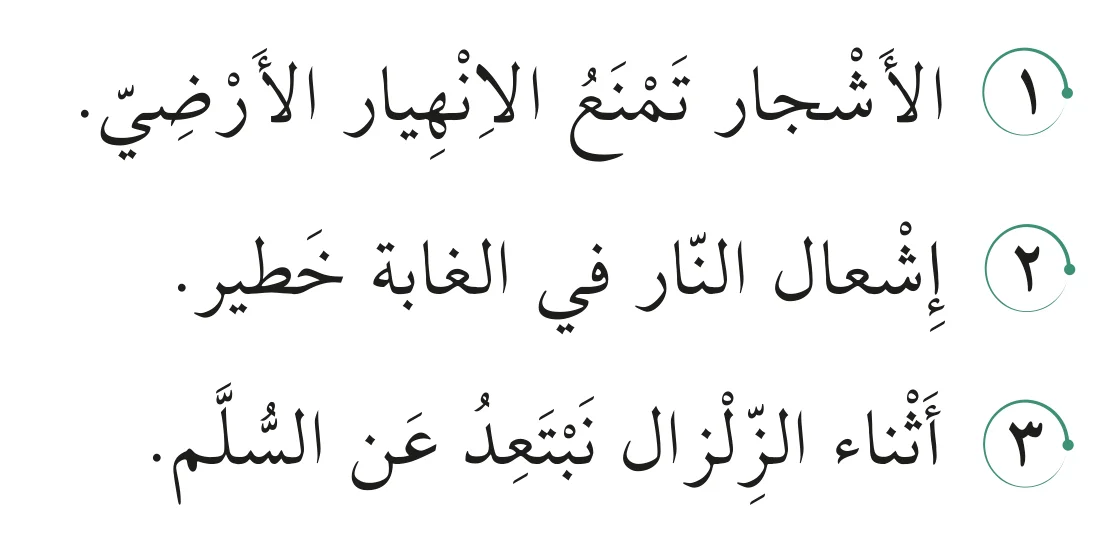 ١ الأَشْجار تَمْنَعُ الاِنْهِيار الأَرْضِيّ.
٢ إِشْعال النّار في الغابة خَطير.
٣ أَثْناء الزِّلْزال نَبْتَعِدُ عَن السُّلَّم.